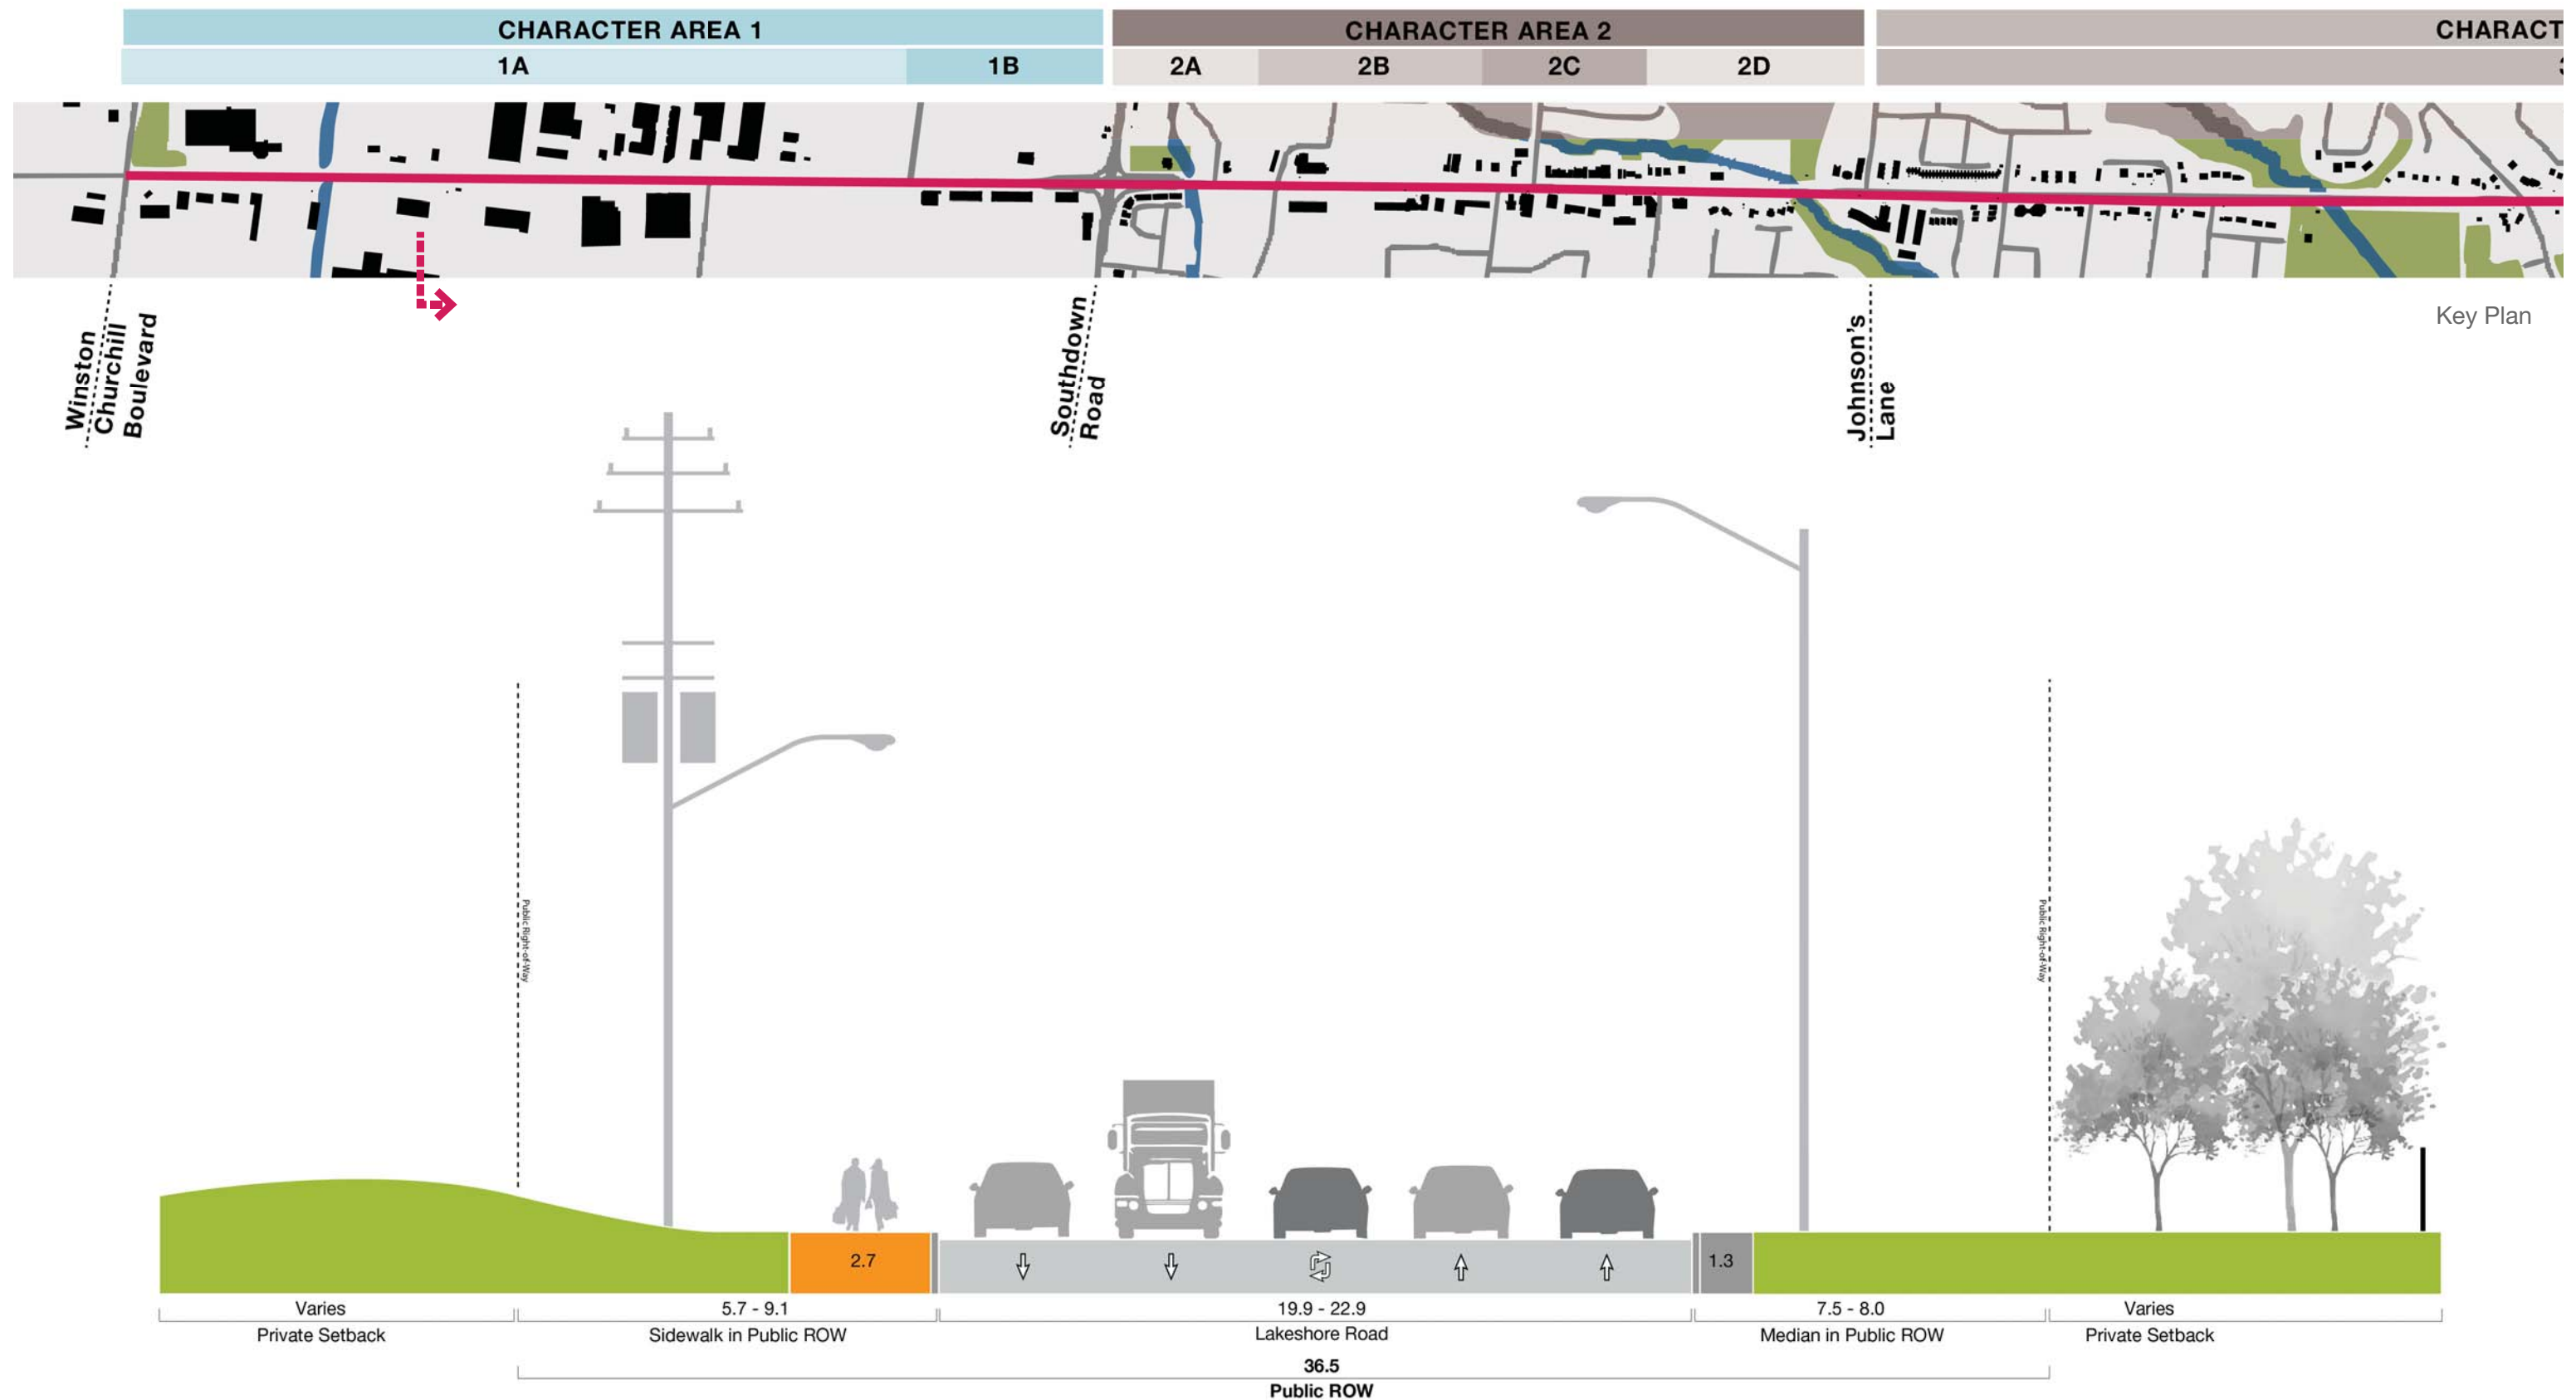 CHARACTER AREA 1
CHARACTER AREA 2
CHARACT
1A
1B
2A
2B
2C
2D
Winston
Churchill
Boulevard
Southdown
Road
Johnson's
Lane
Key Plan
Public Right-of-Way
Public Right-of-Way
2.7
1.3
Varies
5.7 - 9.1
19.9 - 22.9
7.5 - 8.0
Varies
Private Setback
Sidewalk in Public ROW
Lakeshore Road
Median in Public ROW
Private Setback
36.5
Public ROW